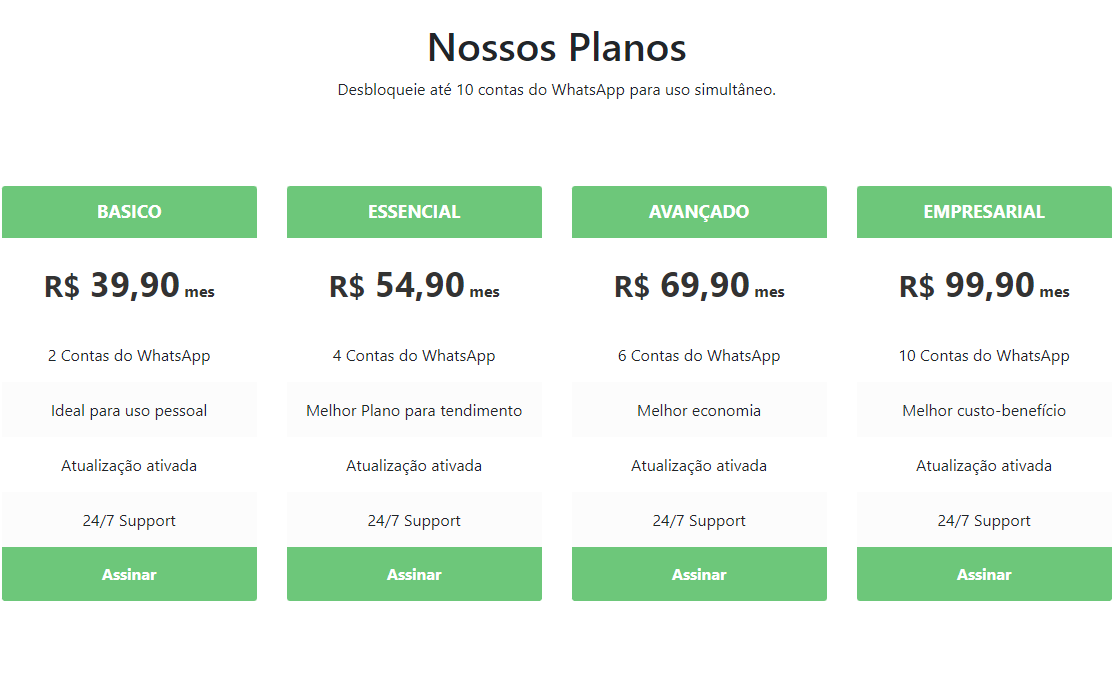 Nossos Planos
Desbloqueie até 10 contas do WhatsApp para uso simultâneo.
BASICO
R$ 39,90 mes
2 Contas do WhatsApp
Ideal para uso pessoal
Atualização ativada
24/7 Support
Assinar
ESSENCIAL
R$ 54,90 mes
4 Contas do WhatsApp
Melhor Plano para tendimento
Atualização ativada
24/7 Support
Assinar
AVANÇADO
R$ 69,90 mes
6 Contas do WhatsApp
Melhor economia
Atualização ativada
24/7 Support
Assinar
EMPRESARIAL
R$ 99,90 mes
10 Contas do WhatsApp
Melhor custo-benefício
Atualização ativada
24/7 Support
Assinar